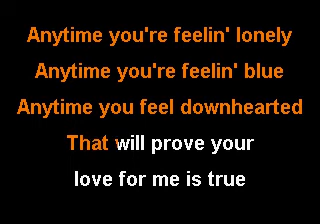 Anytime you're feelin' lonely
Anytime you're feelin' blue
Anytime you feel downhearted
That will prove your
love for me is true